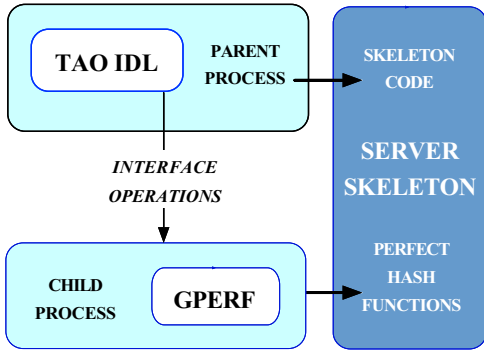 TAO IDL
PARENT
PROCESS
SKELETON
CODE
INTERFACE
OPERATIONS
SERVER
SKELETON
CHILD
PROCESS
GPERF
PERFECT
HASH
FUNCTIONS